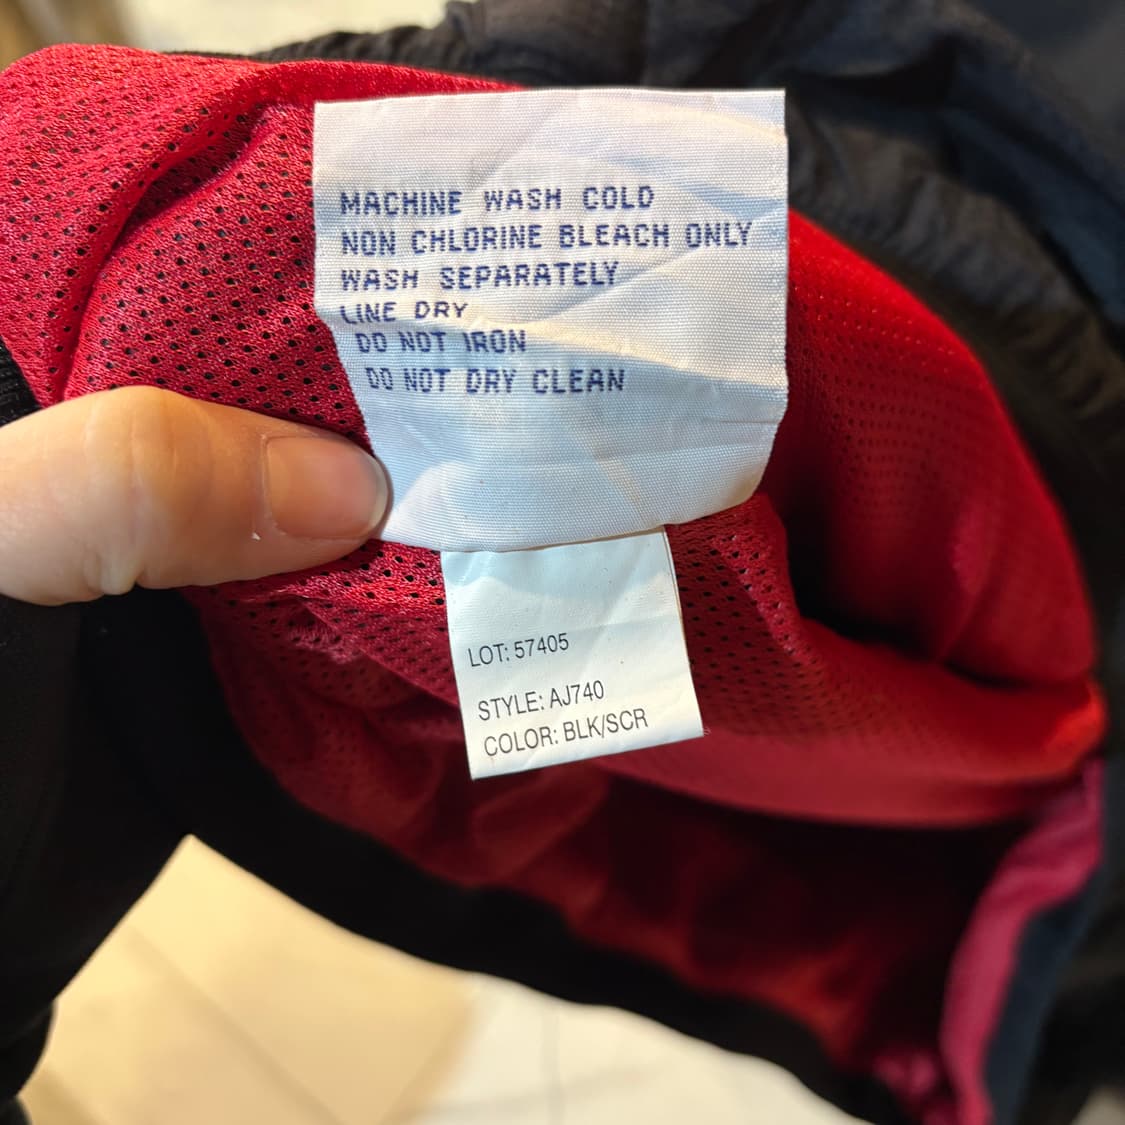 MACHINE WASH COLD
NON CHLORINE BLEACH ONLY
WASH SEPARATELY
LINE DRY
DO NOT IRON
DO NOT DRY CLEAN
LOT: 57405
STYLE: AJ740
COLOR: BLK/SCR